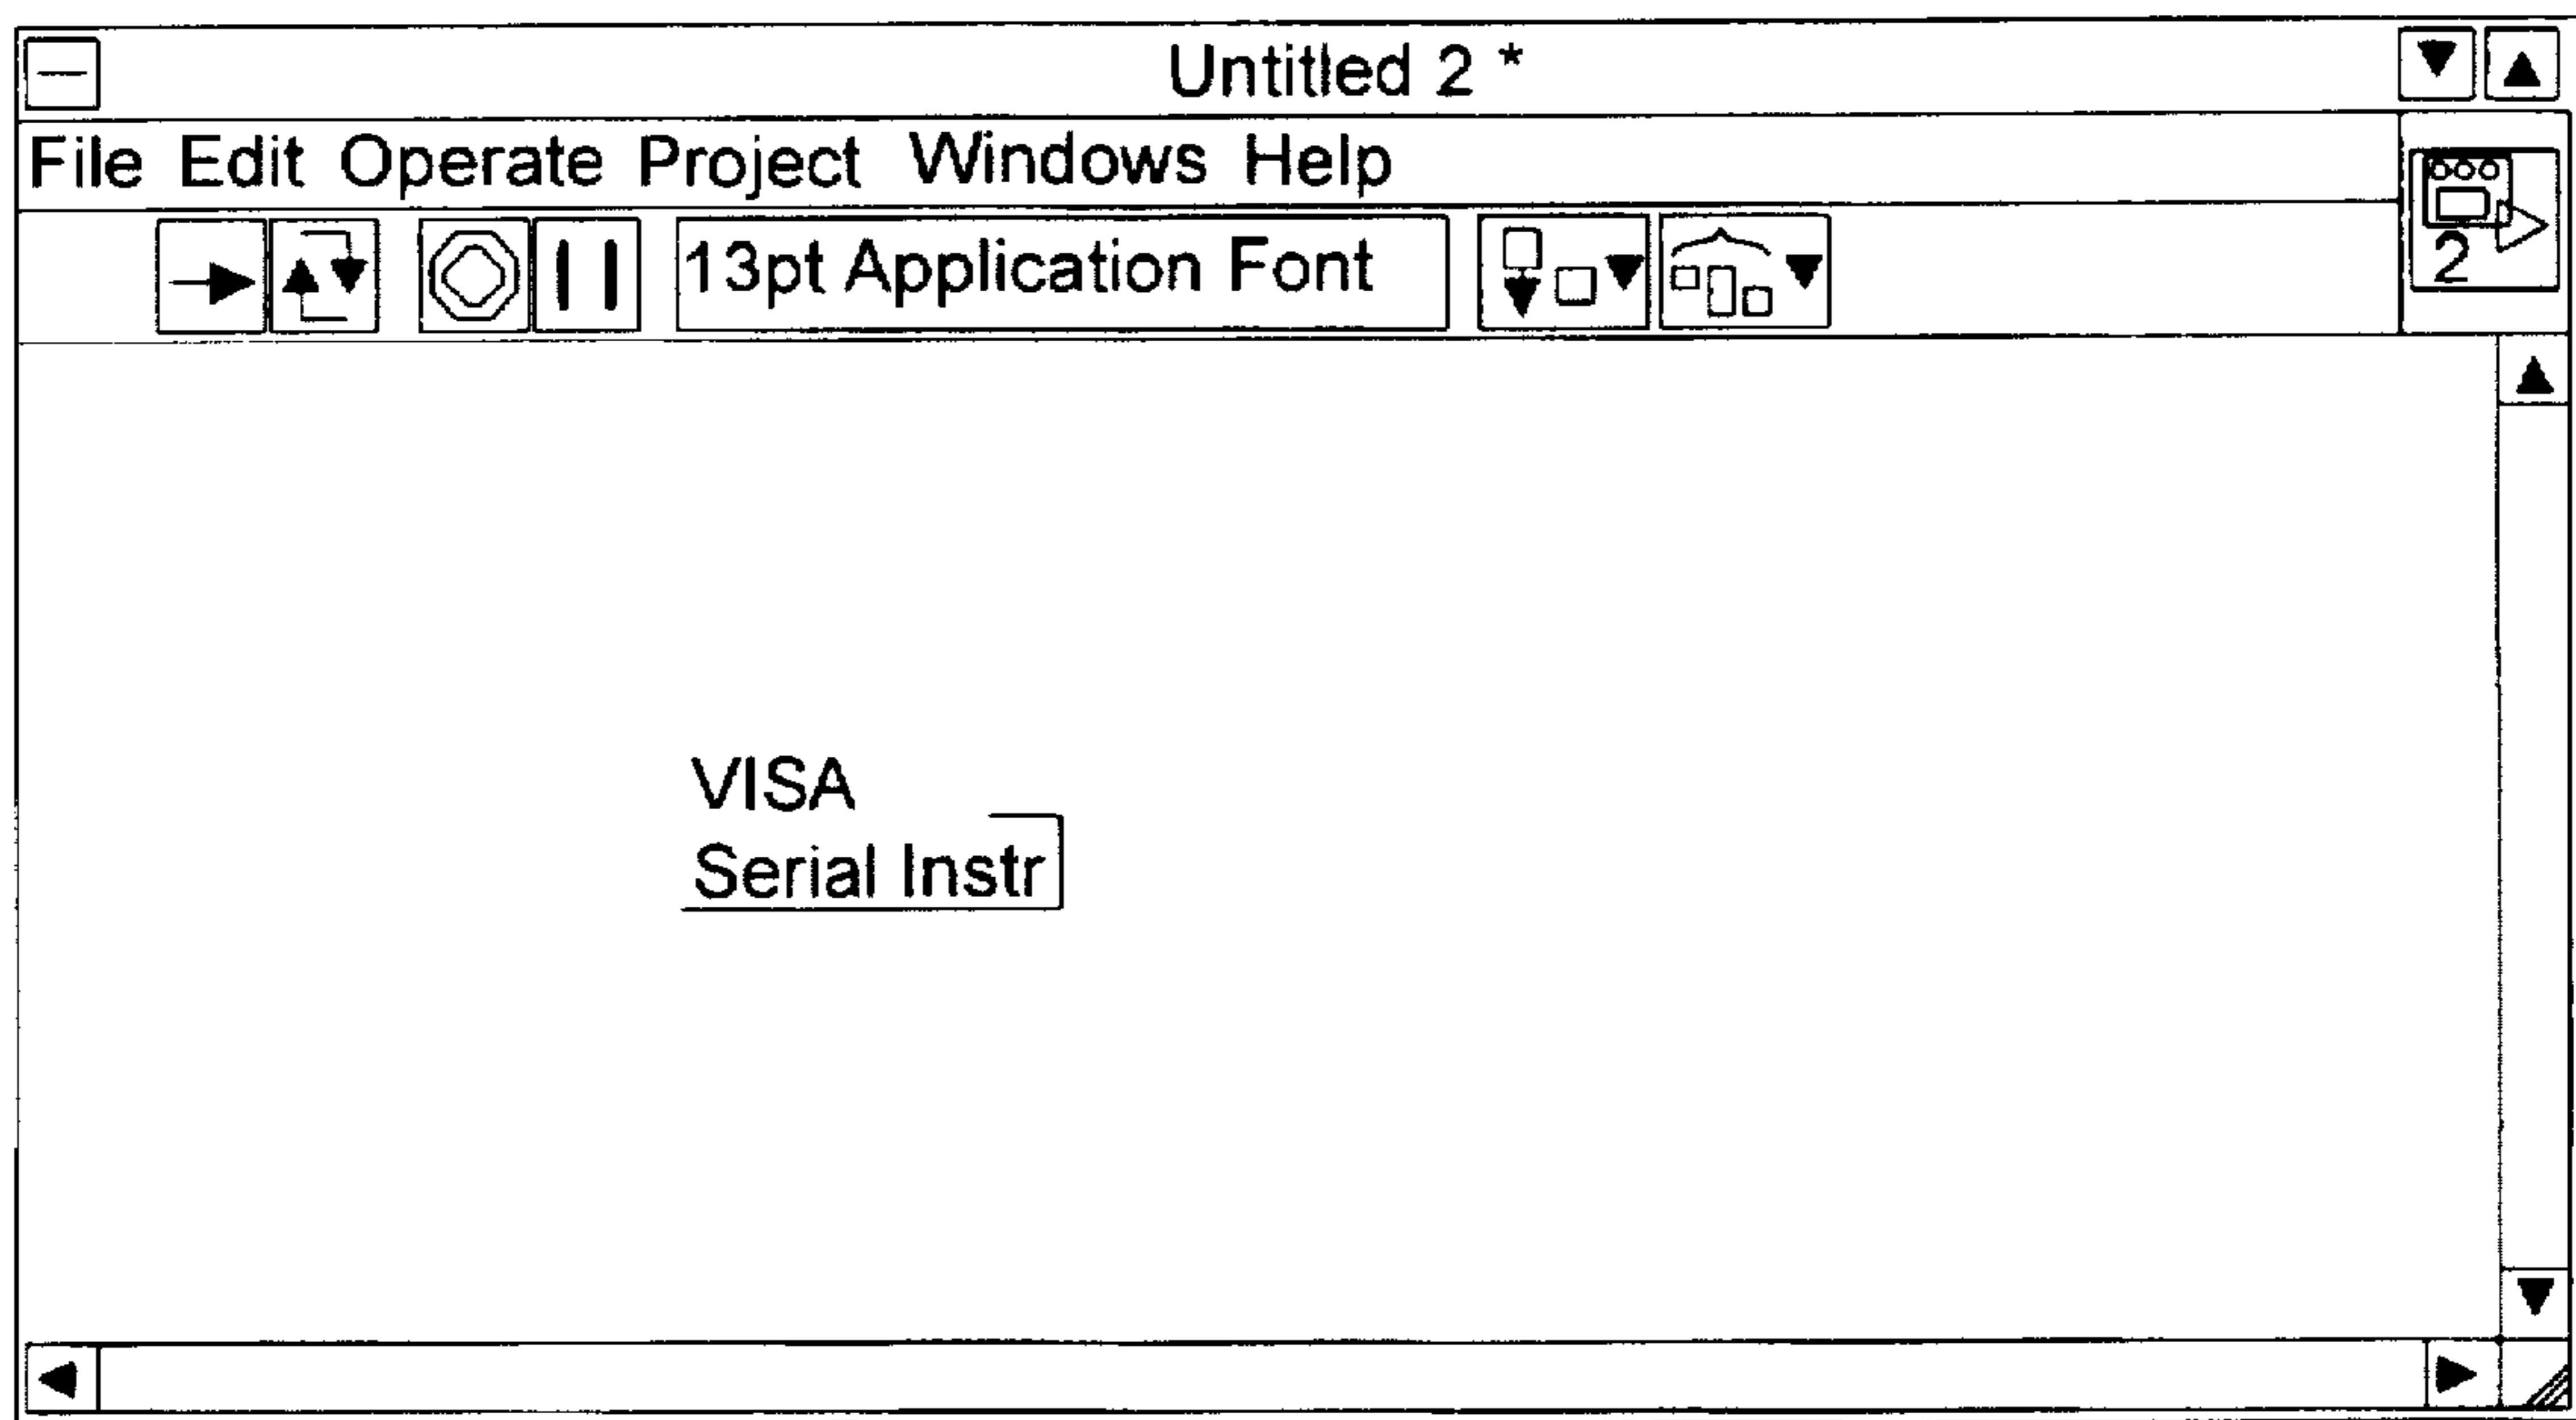 Untitled 2 *
File Edit Operate Project Windows Help
13pt Application Font
2
VISA
Serial Instr